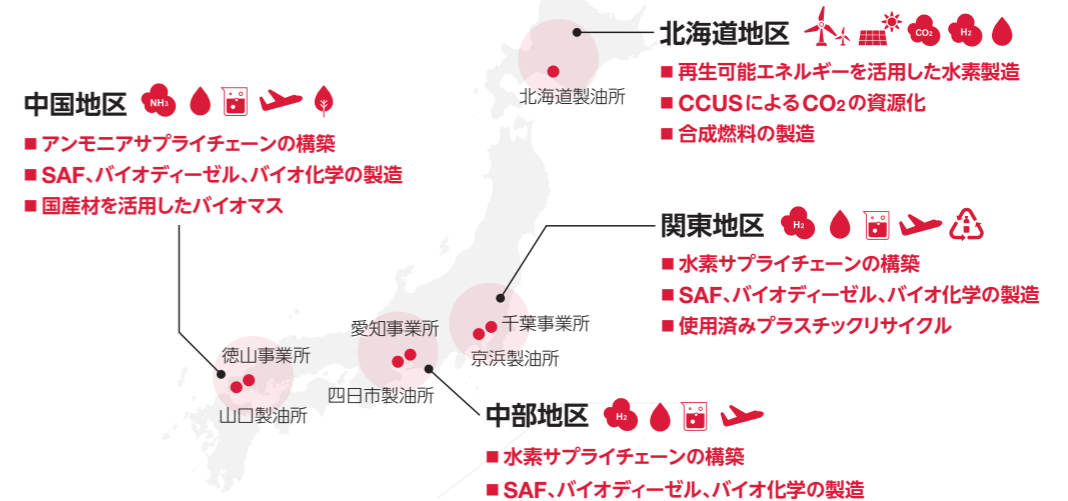 北海道地区
CO2
H2
■ 再生可能エネルギーを活用した水素製造
■ CCUSによるCO2の資源化
■ 合成燃料の製造
北海道製油所
中国地区
NH3
■ アンモニアサプライチェーンの構築
■ SAF、バイオディーゼル、バイオ化学の製造
■ 国産材を活用したバイオマス
関東地区
H2
■ 水素サプライチェーンの構築
■ SAF、バイオディーゼル、バイオ化学の製造
■ 使用済みプラスチックリサイクル
千葉事業所
京浜製油所
愛知事業所
四日市製油所
徳山事業所
山口製油所
中部地区
H2
■ 水素サプライチェーンの構築
■ SAF、バイオディーゼル、バイオ化学の製造